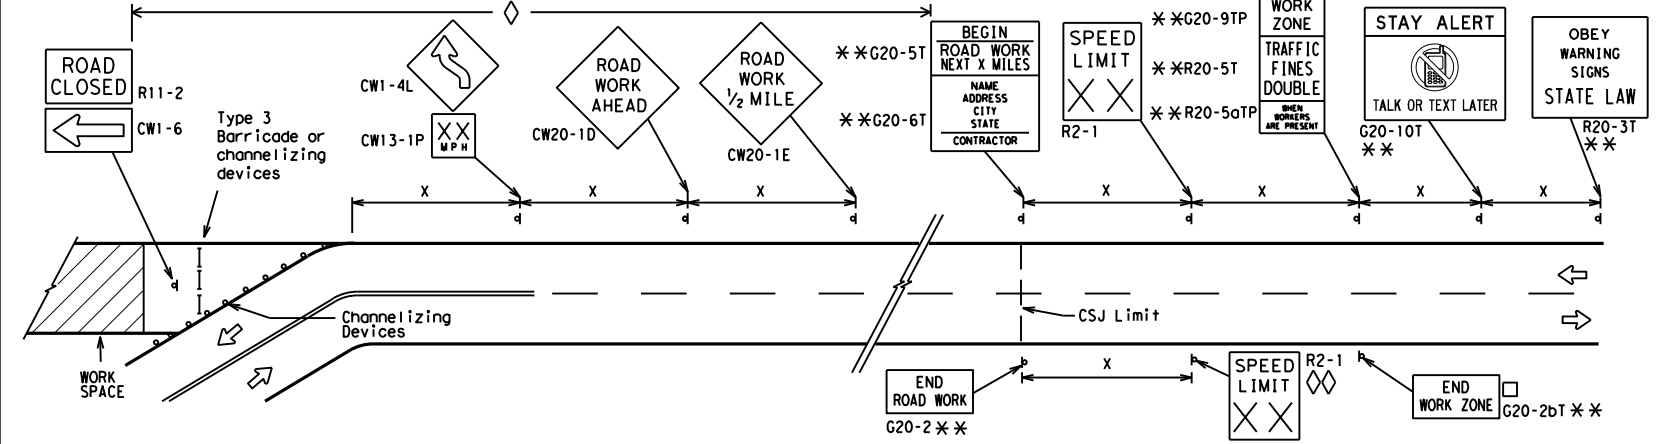 ROAD
CLOSED
R11-2
CW1-6
Type 3
Barricade or
channelizing
devices
CW1-4L
XX
MPH
CW13-1P
ROAD
WORK
AHEAD
CW20-1D
ROAD
WORK
1/2 MILE
CW20-1E
**G20-5T
BEGIN
ROAD WORK
NEXT X MILES
**G20-6T
NAME
ADDRESS
CITY
STATE
CONTRACTOR
SPEED
LIMIT
XX
R2-1
**G20-9TP
WORK
ZONE
**R20-5T
TRAFFIC
FINES
DOUBLE
**R20-5aTP
WHEN
WORKERS
ARE PRESENT
STAY ALERT
TALK OR TEXT LATER
G20-10T
**
OBEY
WARNING
SIGNS
STATE LAW
R20-3T
**
X
X
X
X
X
X
X
Channelizing
Devices
CSJ Limit
WORK
SPACE
END
ROAD WORK
G20-2**
X
SPEED
LIMIT
XX
R2-1
END
WORK ZONE
G20-2bT**